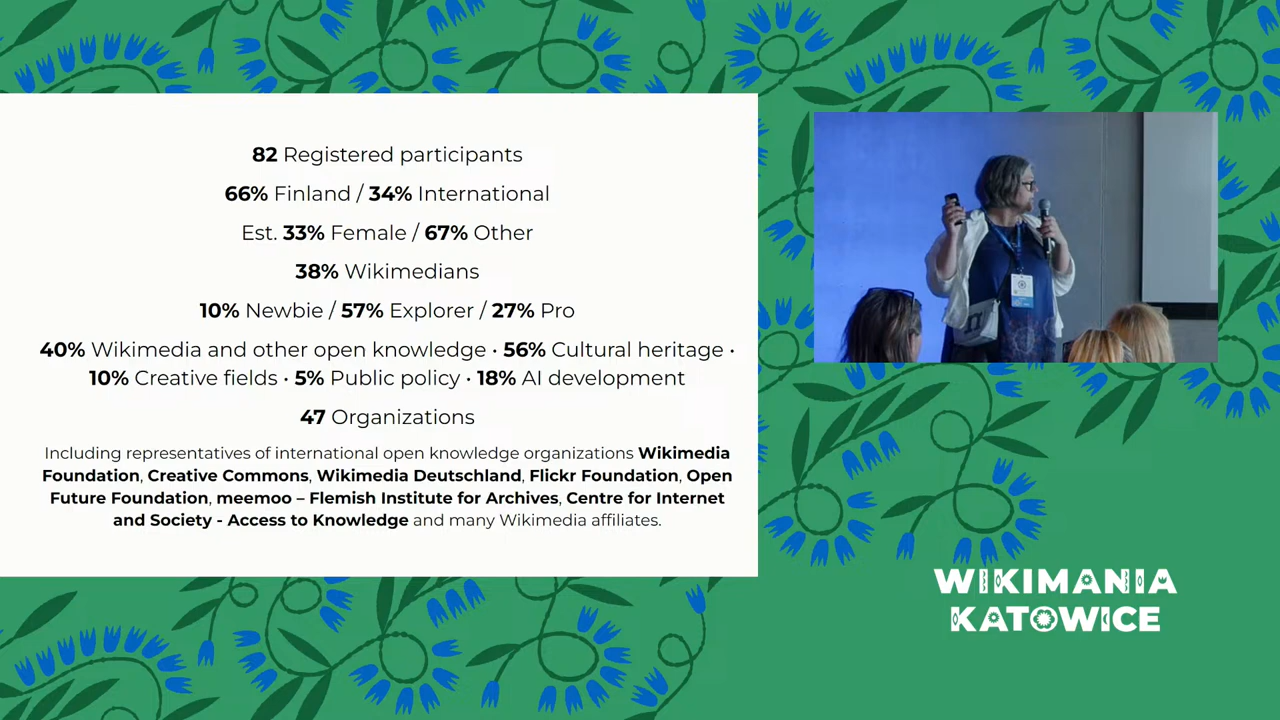 82 Registered participants
66% Finland / 34% International
Est. 33% Female / 67% Other
38% Wikimedians
10% Newbie / 57% Explorer / 27% Pro
40% Wikimedia and other open knowledge • 56% Cultural heritage •
10% Creative fields • 5% Public policy • 18% AI development
47 Organizations
Including representatives of international open knowledge organizations Wikimedia
Foundation, Creative Commons, Wikimedia Deutschland, Flickr Foundation, Open
Future Foundation, meemoo – Flemish Institute for Archives, Centre for Internet
and Society - Access to Knowledge and many Wikimedia affiliates.
WIKIMANIA
KATOWICE